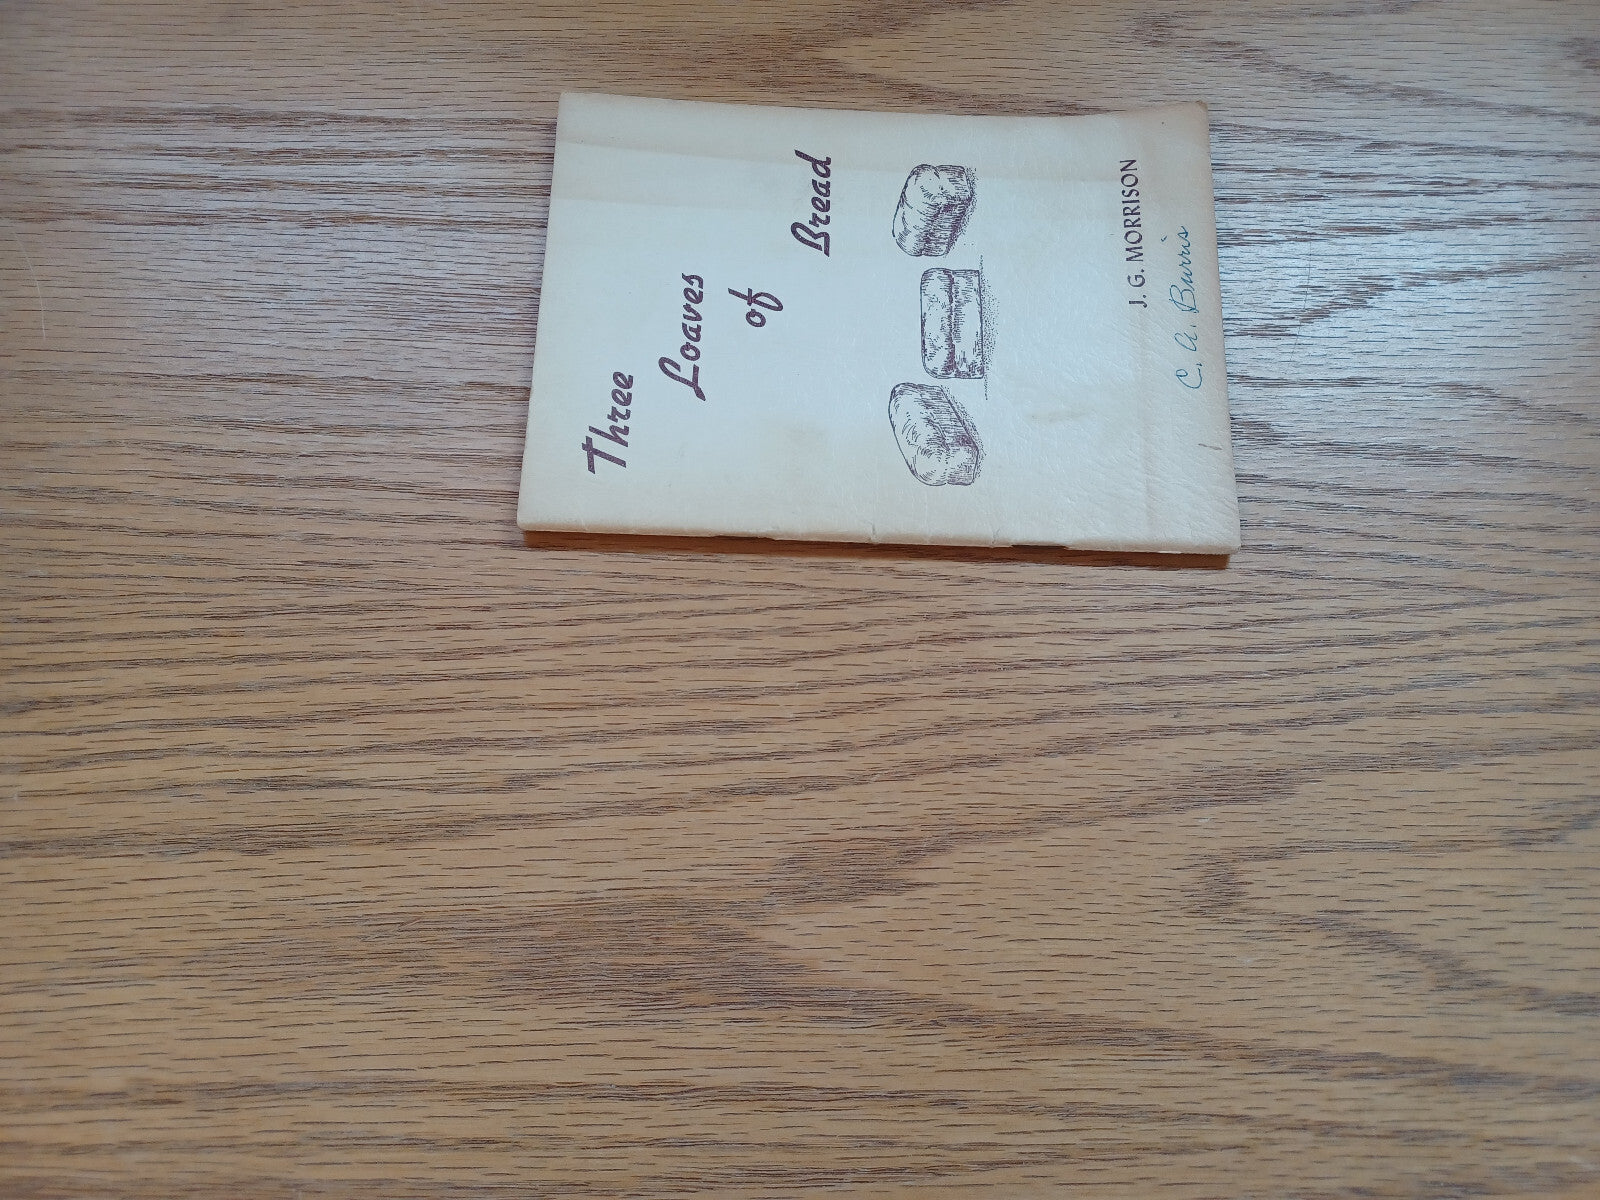 Three
Loaves
of
Bread
J. G. MORRISON
C. A. Burris